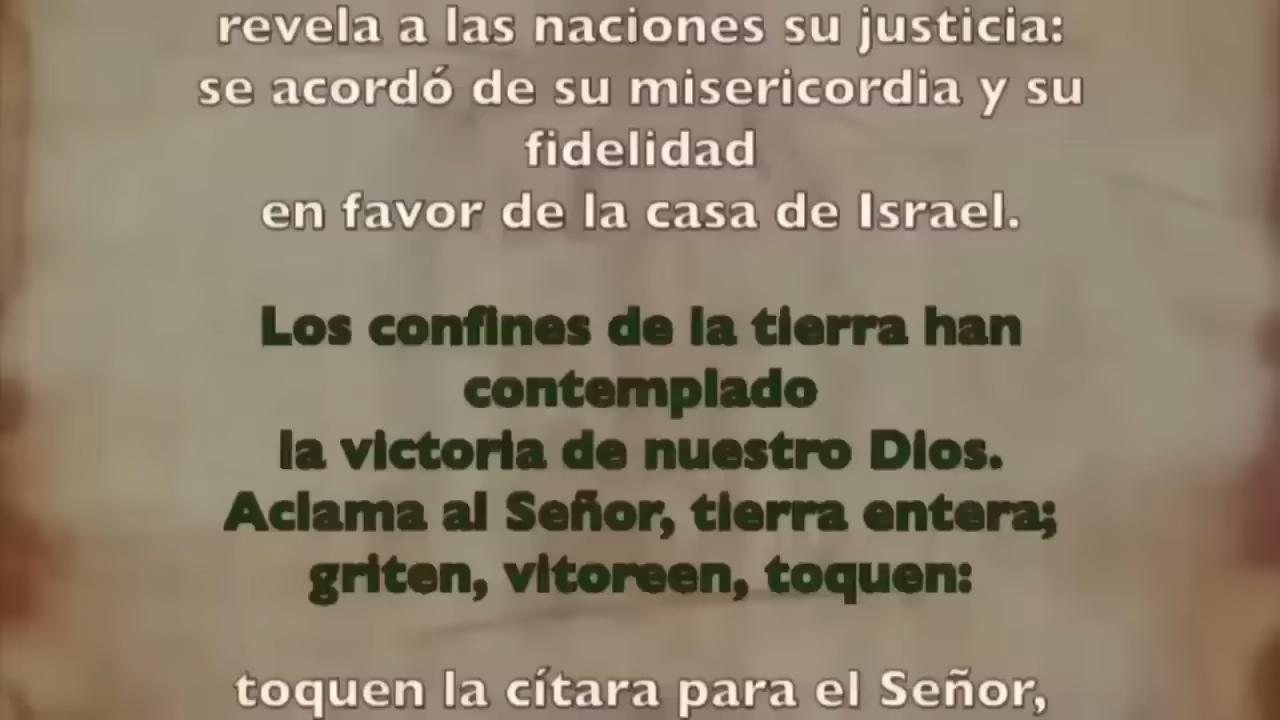 revela a las naciones su justicia:
se acordó de su misericordia y su
fidelidad
en favor de la casa de Israel.
Los confines de la tierra han
contemplado
la victoria de nuestro Dios.
Aclama al Señor, tierra entera;
griten, vitoreen, toquen:
toquen la cítara para el Señor,